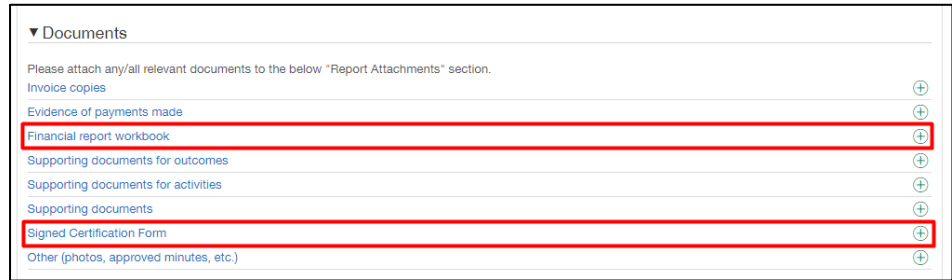 Documents
Please attach any/all relevant documents to the below "Report Attachments" section.
Invoice copies
Evidence of payments made
Financial report workbook
Supporting documents for outcomes
Supporting documents for activities
Supporting documents
Signed Certification Form
Other (photos, approved minutes, etc.)